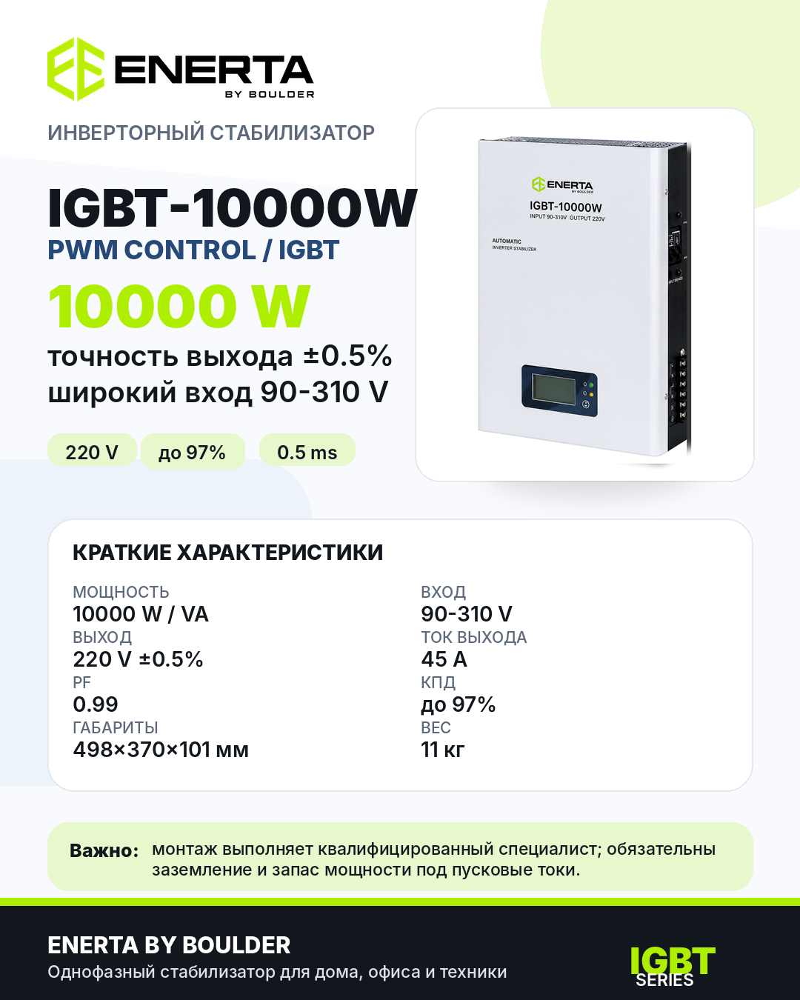 ENERTA
BY BOULDER
ИНВЕРТОРНЫЙ СТАБИЛИЗАТОР
IGBT-10000W
PWM CONTROL / IGBT
10000 W
точность выхода ±0.5%
широкий вход 90-310 V
220 V
до 97%
0.5 ms
ENERTA
BY BOULDER
IGBT-10000W
INPUT 90-310V OUTPUT 220V
AUTOMATIC
INVERTER STABILIZER
КРАТКИЕ ХАРАКТЕРИСТИКИ
МОЩНОСТЬ
10000 W / VA
ВЫХОД
220 V ±0.5%
PF
0.99
ГАБАРИТЫ
498×370×101 мм
ВХОД
90-310 V
ТОК ВЫХОДА
45 A
КПД
до 97%
ВЕС
11 кг
Важно: монтаж выполняет квалифицированный специалист; обязательны
заземление и запас мощности под пусковые токи.
ENERTA BY BOULDER
Однофазный стабилизатор для дома, офиса и техники
IGBT
SERIES